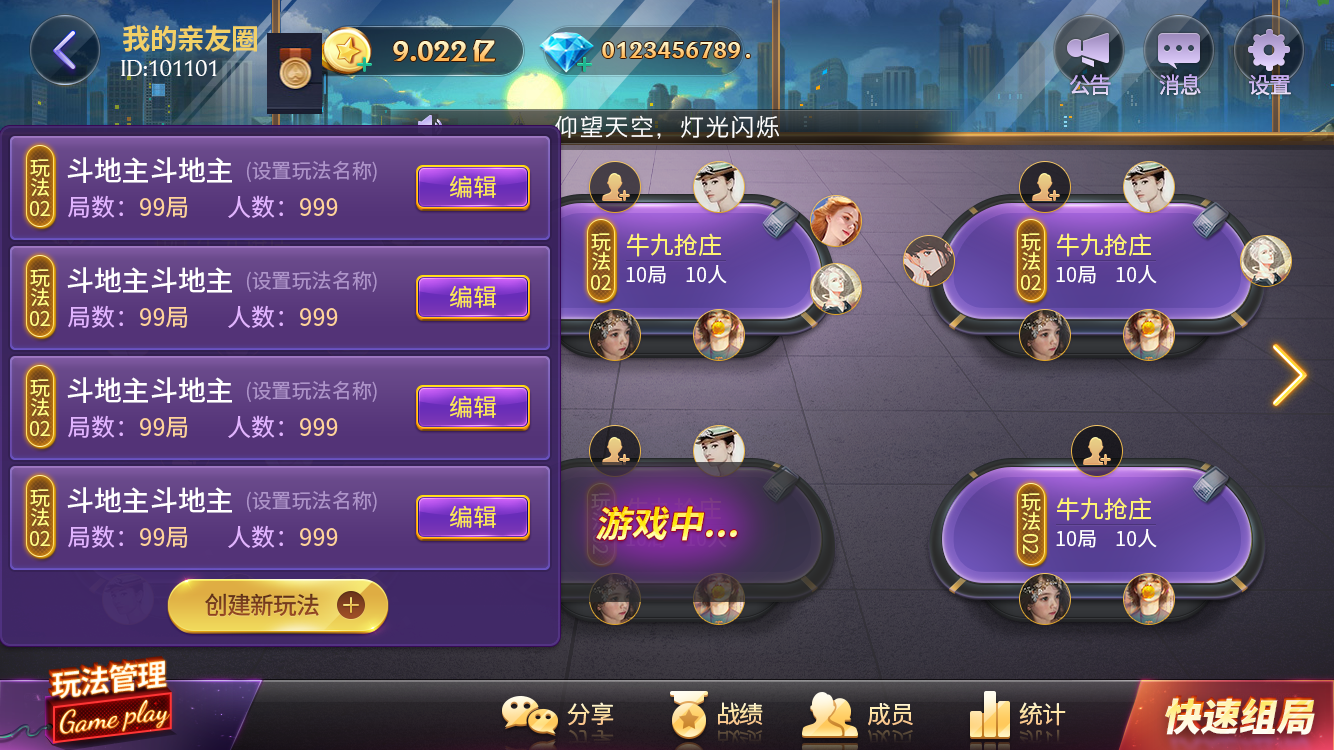 我的亲友圈
ID:101101
9.022 亿
0123456789.
公告
消息
设置
仰望天空，灯光闪烁
玩法02
斗地主斗地主 (设置玩法名称)
局数：99局 人数：999
编辑
玩法02
斗地主斗地主 (设置玩法名称)
局数：99局 人数：999
编辑
玩法02
斗地主斗地主 (设置玩法名称)
局数：99局 人数：999
编辑
玩法02
斗地主斗地主 (设置玩法名称)
局数：99局 人数：999
编辑
创建新玩法
玩法02
牛九抢庄
10局 10人
玩法02
牛九抢庄
10局 10人
游戏中...
玩法02
牛九抢庄
10局 10人
玩法管理
Game play
分享
战绩
成员
统计
快速组局